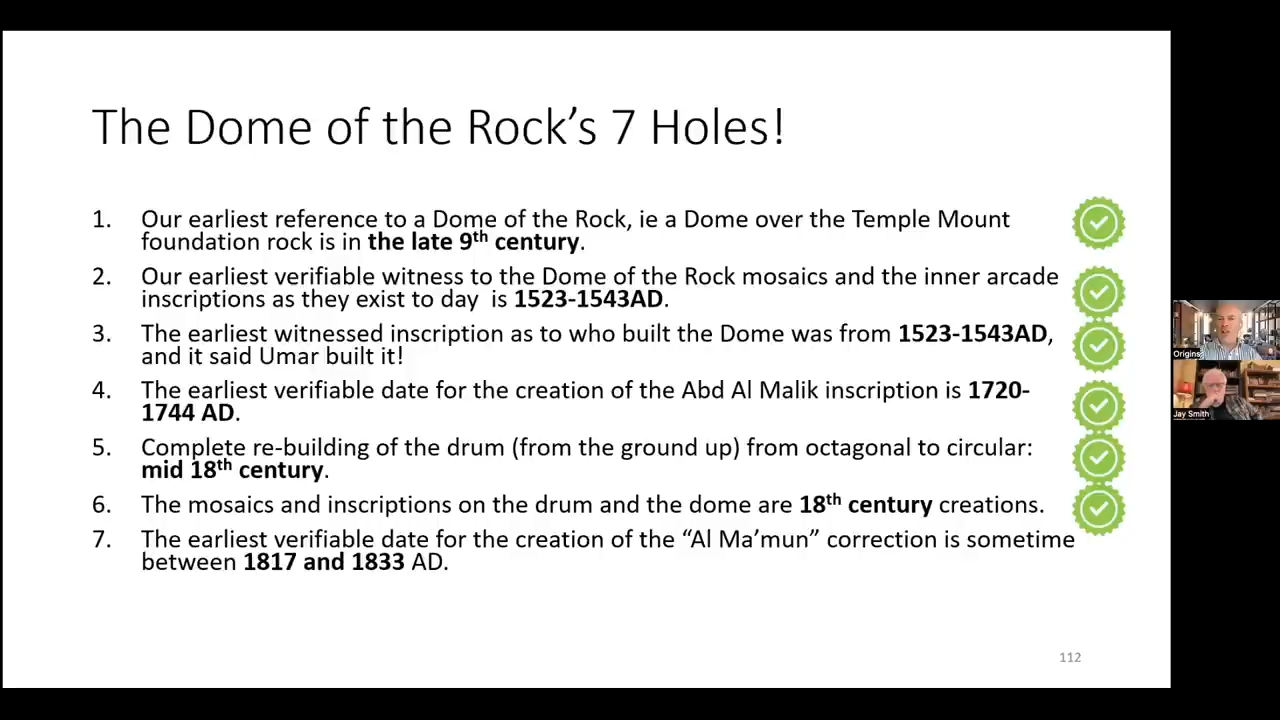 The Dome of the Rock's 7 Holes!
1. Our earliest reference to a Dome of the Rock, ie a Dome over the Temple Mount
foundation rock is in the late 9th century.
2. Our earliest verifiable witness to the Dome of the Rock mosaics and the inner arcade
inscriptions as they exist to day is 1523-1543AD.
3. The earliest witnessed inscription as to who built the Dome was from 1523-1543AD,
and it said Umar built it!
4. The earliest verifiable date for the creation of the Abd Al Malik inscription is 1720-
1744 AD.
5. Complete re-building of the drum (from the ground up) from octagonal to circular:
mid 18th century.
6. The mosaics and inscriptions on the drum and the dome are 18th century creations.
7. The earliest verifiable date for the creation of the “Al Ma’mun” correction is sometime
between 1817 and 1833 AD.
112
Origins
Jay Smith